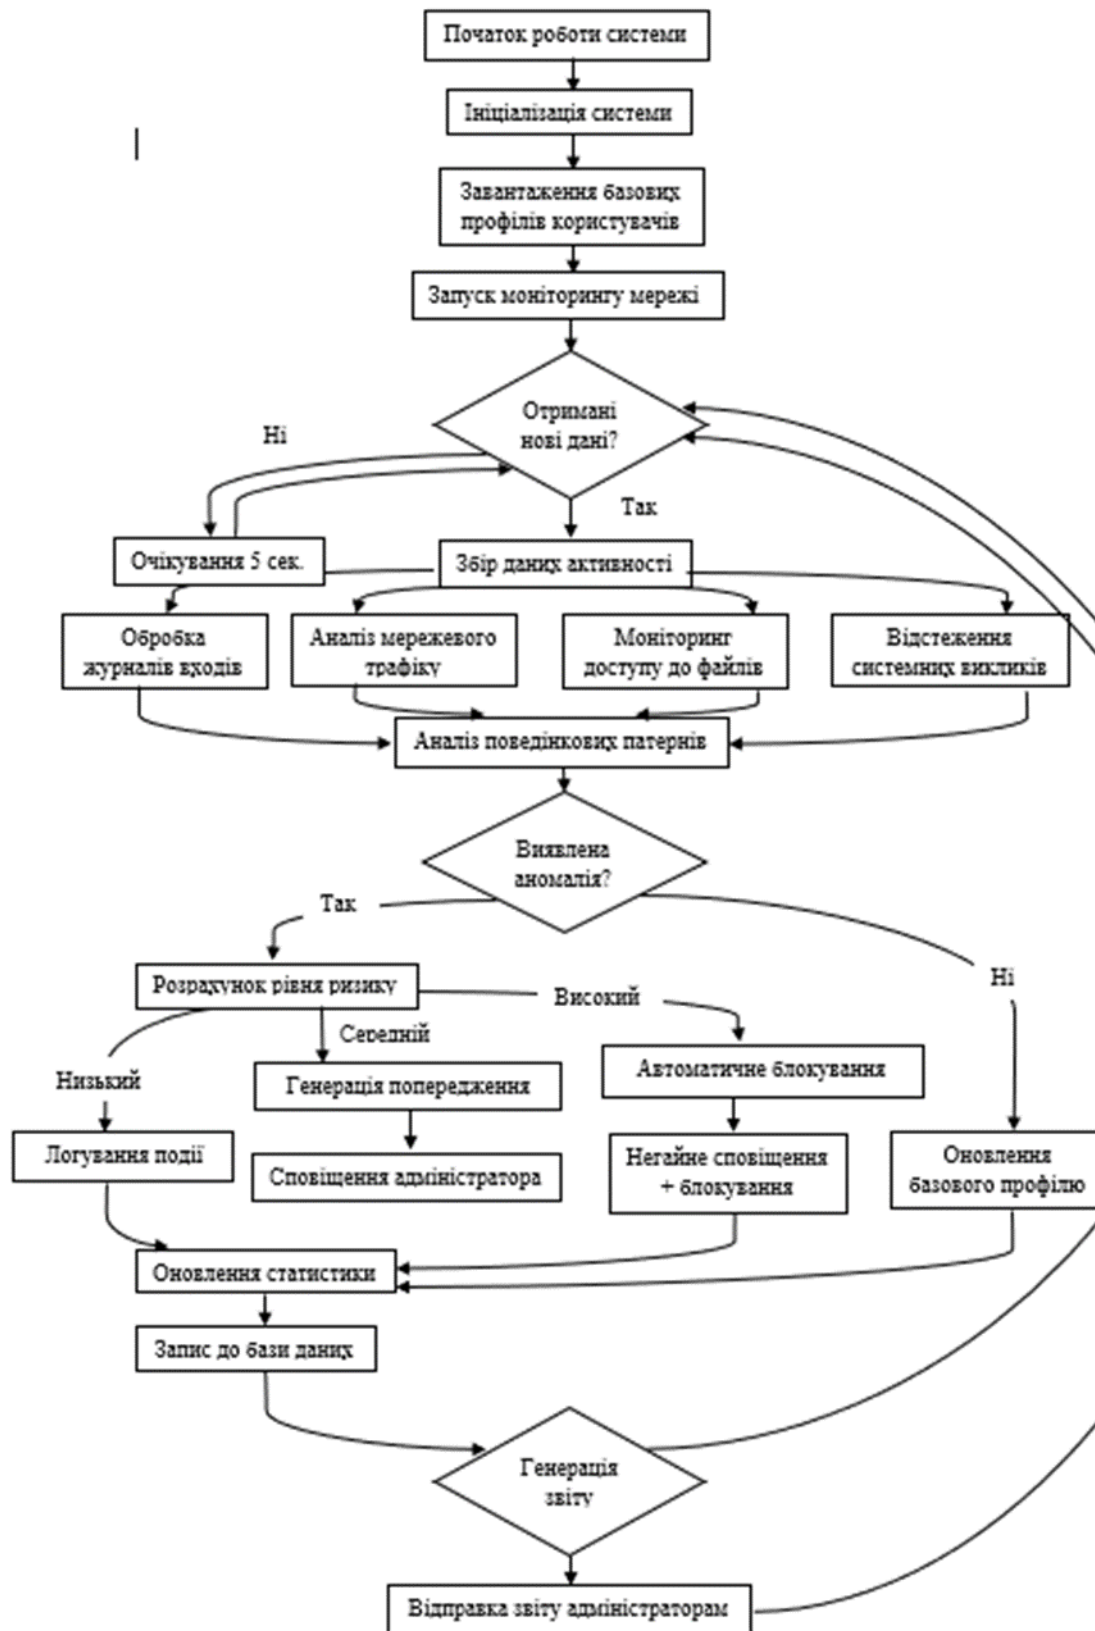 Початок роботи системи
Ініціалізація системи
Завантаження базових
профілів користувачів
Запуск моніторингу мережі
Отримані
нові дані?
Ні
Так
Очікування 5 сек.
Збір даних активності
Обробка
журналів входів
Аналіз мережевого
трафіку
Моніторинг
доступу до файлів
Відстеження
системних викликів
Аналіз поведінкових патернів
Виявлена
аномалія?
Так
Ні
Розрахунок рівня ризику
Високий
Середній
Низький
Генерація попередження
Автоматичне блокування
Логування події
Сповіщення адміністратора
Негайне сповіщення
+ блокування
Оновлення
базового профілю
Оновлення статистики
Запис до бази даних
Генерація
звіту
Відправка звіту адміністраторам